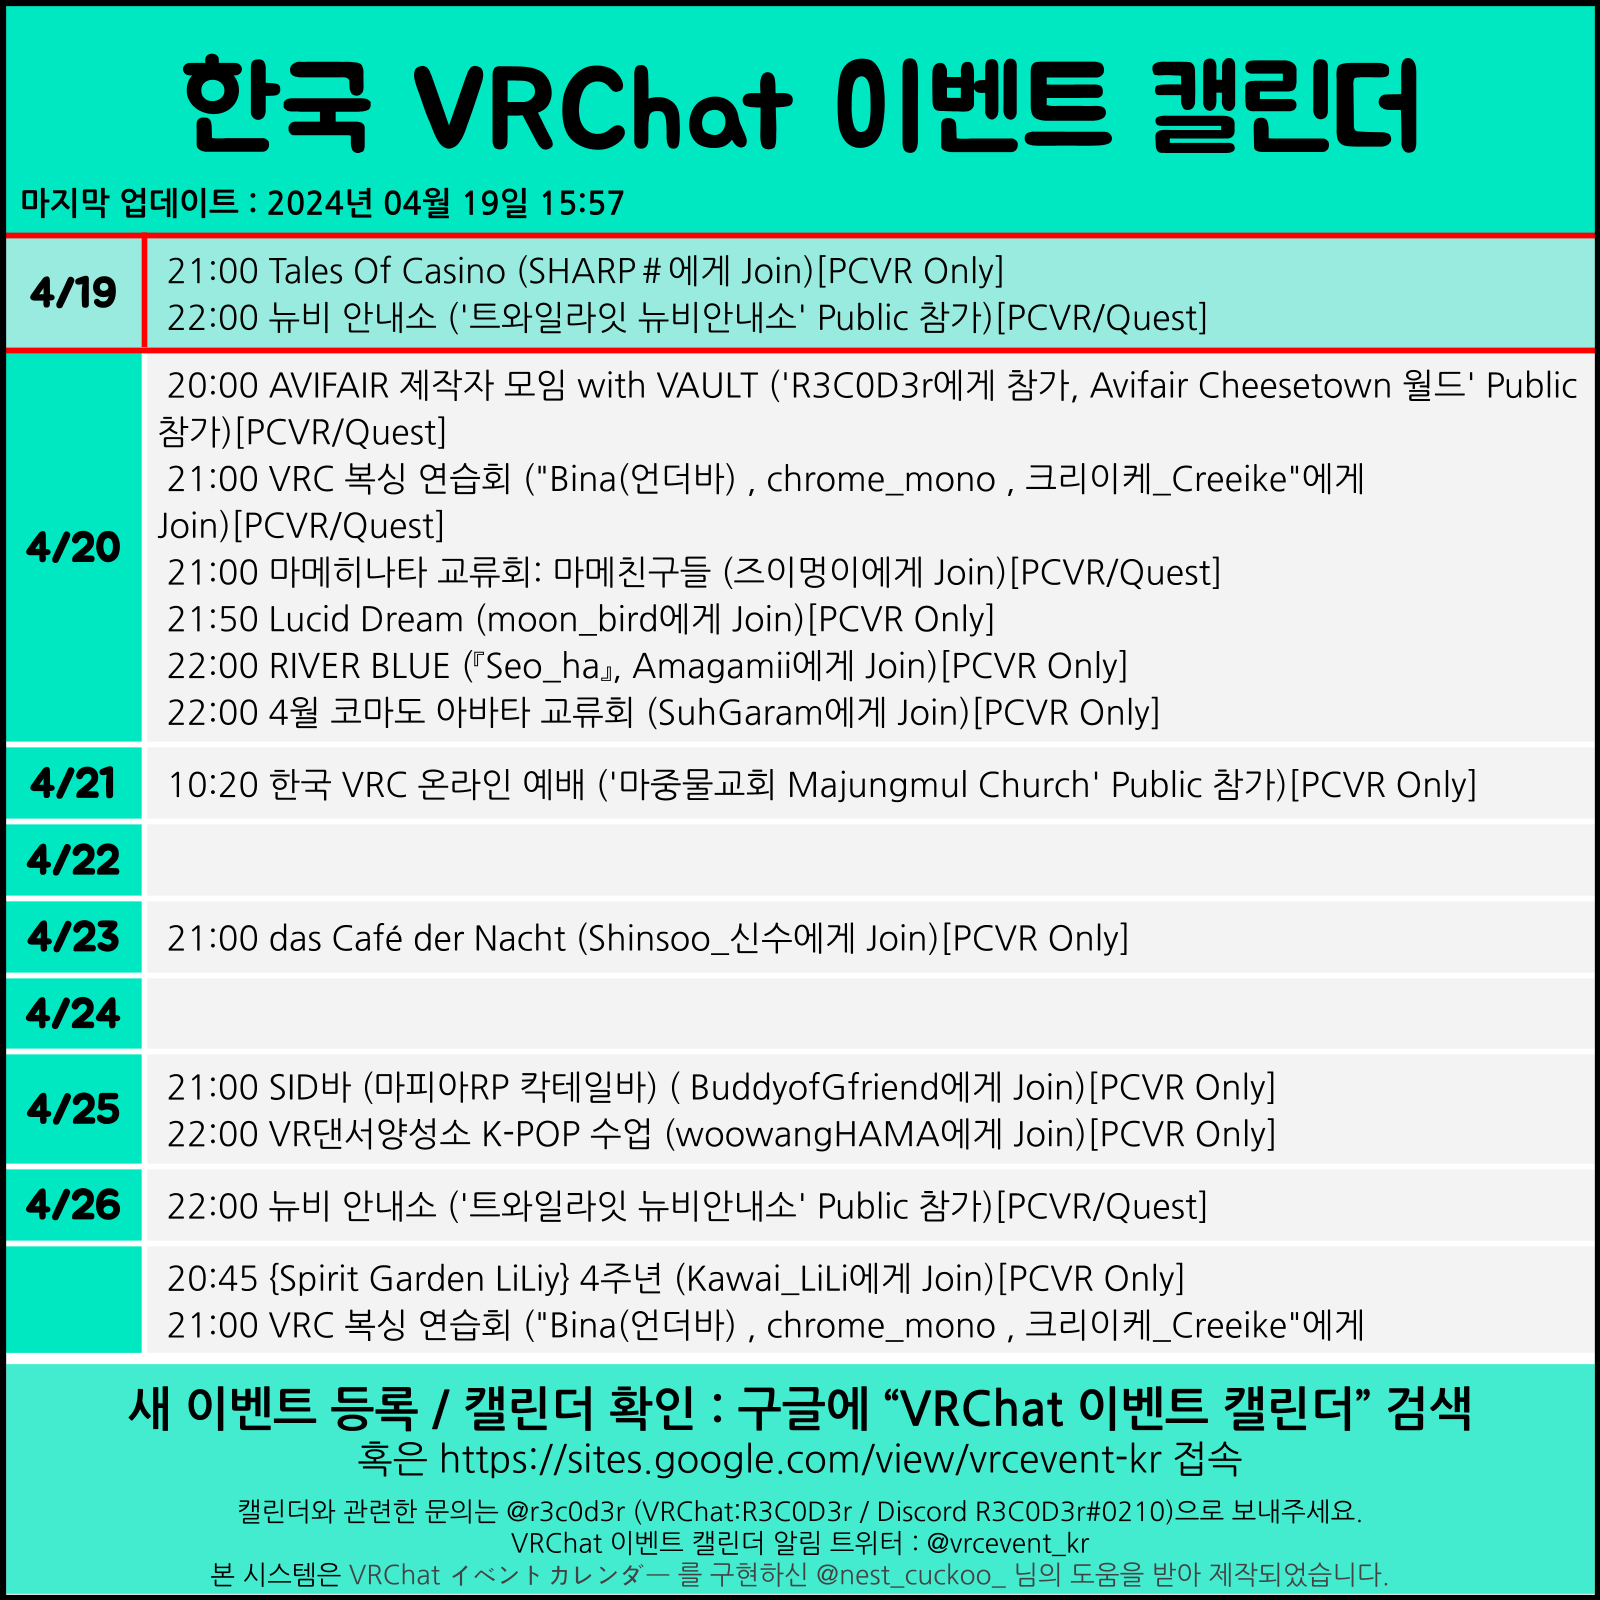 한국 VRChat 이벤트 캘린더
마지막 업데이트 : 2024년 04월 19일 15:57
4/19
21:00 Tales Of Casino (SHARP#에게 Join)[PCVR Only]
22:00 뉴비 안내소 ('트와일라잇 뉴비안내소' Public 참가)[PCVR/Quest]
4/20
20:00 AVIFAIR 제작자 모임 with VAULT ('R3C0D3r에게 참가, Avifair Cheesetown 월드' Public
참가)[PCVR/Quest]
21:00 VRC 복싱 연습회 ("Bina(언더바) , chrome_mono , 크리이케_Creeike"에게
Join)[PCVR/Quest]
21:00 마메히나타 교류회: 마메친구들 (즈이멍이에게 Join)[PCVR/Quest]
21:50 Lucid Dream (moon_bird에게 Join)[PCVR Only]
22:00 RIVER BLUE (『Seo_ha』, Amagamii에게 Join)[PCVR Only]
22:00 4월 코마도 아바타 교류회 (SuhGaram에게 Join)[PCVR Only]
4/21
10:20 한국 VRC 온라인 예배 ('마중물교회 Majungmul Church' Public 참가)[PCVR Only]
4/22
4/23
21:00 das Café der Nacht (Shinsoo_신수에게 Join)[PCVR Only]
4/24
4/25
21:00 SID바 (마피아RP 칵테일바) ( BuddyofGfriend에게 Join)[PCVR Only]
22:00 VR댄서양성소 K-POP 수업 (woowangHAMA에게 Join)[PCVR Only]
4/26
22:00 뉴비 안내소 ('트와일라잇 뉴비안내소' Public 참가)[PCVR/Quest]
20:45 {Spirit Garden LiLiy} 4주년 (Kawai_LiLi에게 Join)[PCVR Only]
21:00 VRC 복싱 연습회 ("Bina(언더바) , chrome_mono , 크리이케_Creeike"에게
새 이벤트 등록 / 캘린더 확인 : 구글에 “VRChat 이벤트 캘린더” 검색
혹은 https://sites.google.com/view/vrcevent-kr 접속
캘린더와 관련한 문의는 @r3c0d3r (VRChat:R3C0D3r / Discord R3C0D3r#0210)으로 보내주세요.
VRChat 이벤트 캘린더 알림 트위터 : @vrcevent_kr
본 시스템은 VRChat イベントカレンダー 를 구현하신 @nest_cuckoo_ 님의 도움을 받아 제작되었습니다.